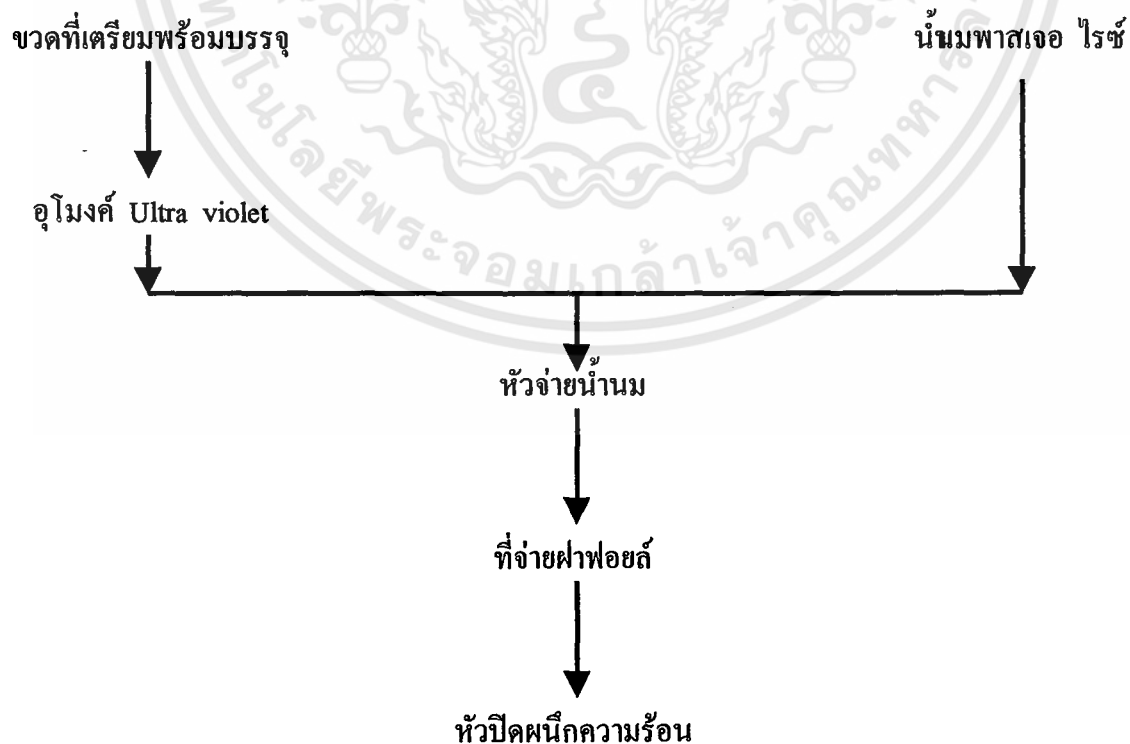 ขวดที่เตรียมพร้อมบรรจุ
น้ำนมพาสเจอ ไรซ์
อุโมงค์ Ultra violet
หัวจ่ายน้ำนม
ที่จ่ายฝาฟอยล์
หัวปิดผนึกความร้อน